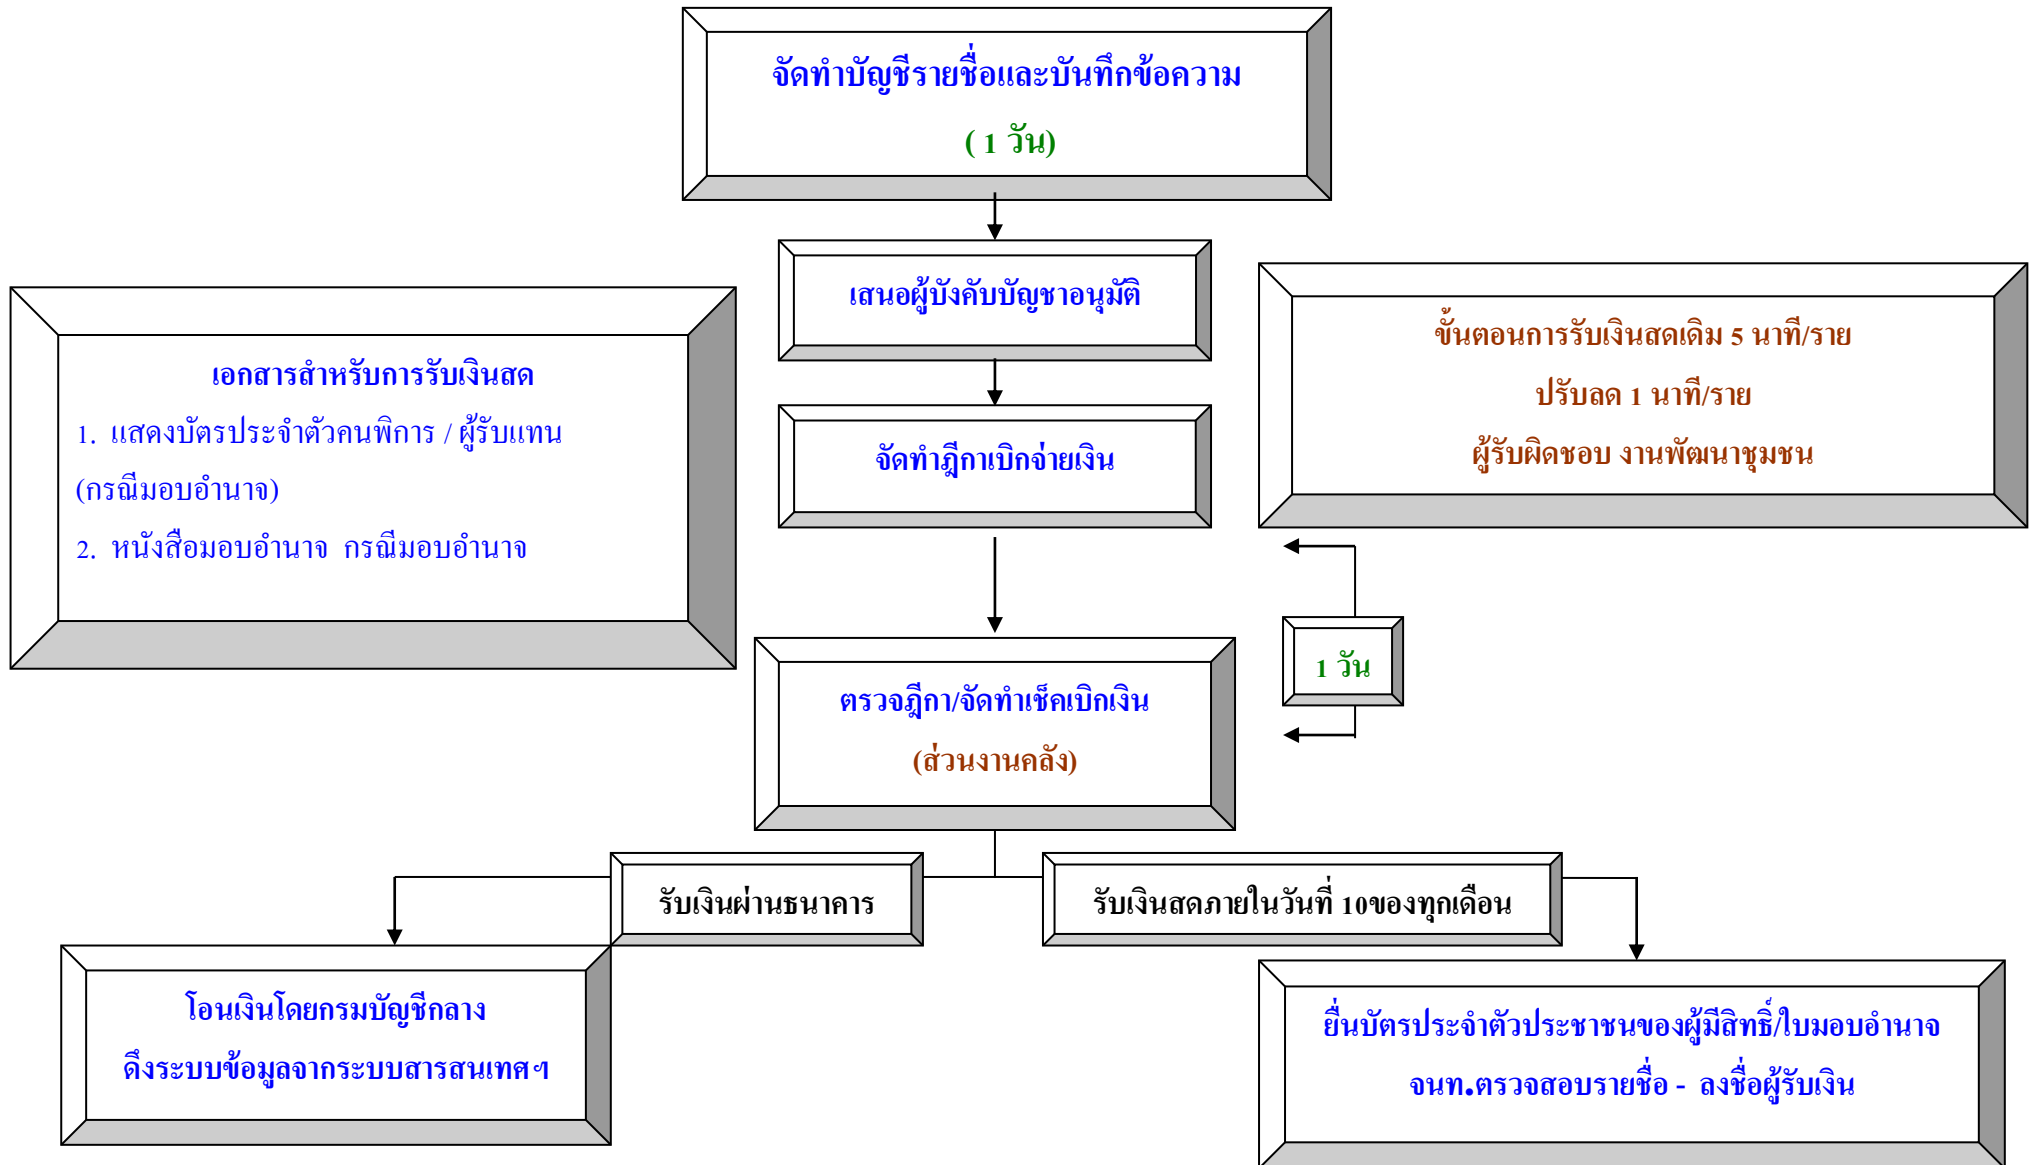 จัดทำบัญชีรายชื่อและบันทึกข้อความ
( 1 วัน)
เสนอผู้บังคับบัญชาอนุมัติ
เอกสารสำหรับการรับเงินสด
1. แสดงบัตรประจำตัวคนพิการ / ผู้รับแทน
(กรณีมอบอำนาจ)
2. หนังสือมอบอำนาจ กรณีมอบอำนาจ
จัดทำฎีกาเบิกจ่ายเงิน
ขั้นตอนการรับเงินสดเดิม 5 นาที/ราย
ปรับลด 1 นาที/ราย
ผู้รับผิดชอบ งานพัฒนาชุมชน
1 วัน
ตรวจฎีกา/จัดทำเช็คเบิกเงิน
(ส่วนงานคลัง)
รับเงินผ่านธนาคาร
รับเงินสดภายในวันที่ 10ของทุกเดือน
โอนเงินโดยกรมบัญชีกลาง
ดึงระบบข้อมูลจากระบบสารสนเทศฯ
ยื่นบัตรประจำตัวประชาชนของผู้มีสิทธิ์/ใบมอบอำนาจ
จนท.ตรวจสอบรายชื่อ - ลงชื่อผู้รับเงิน